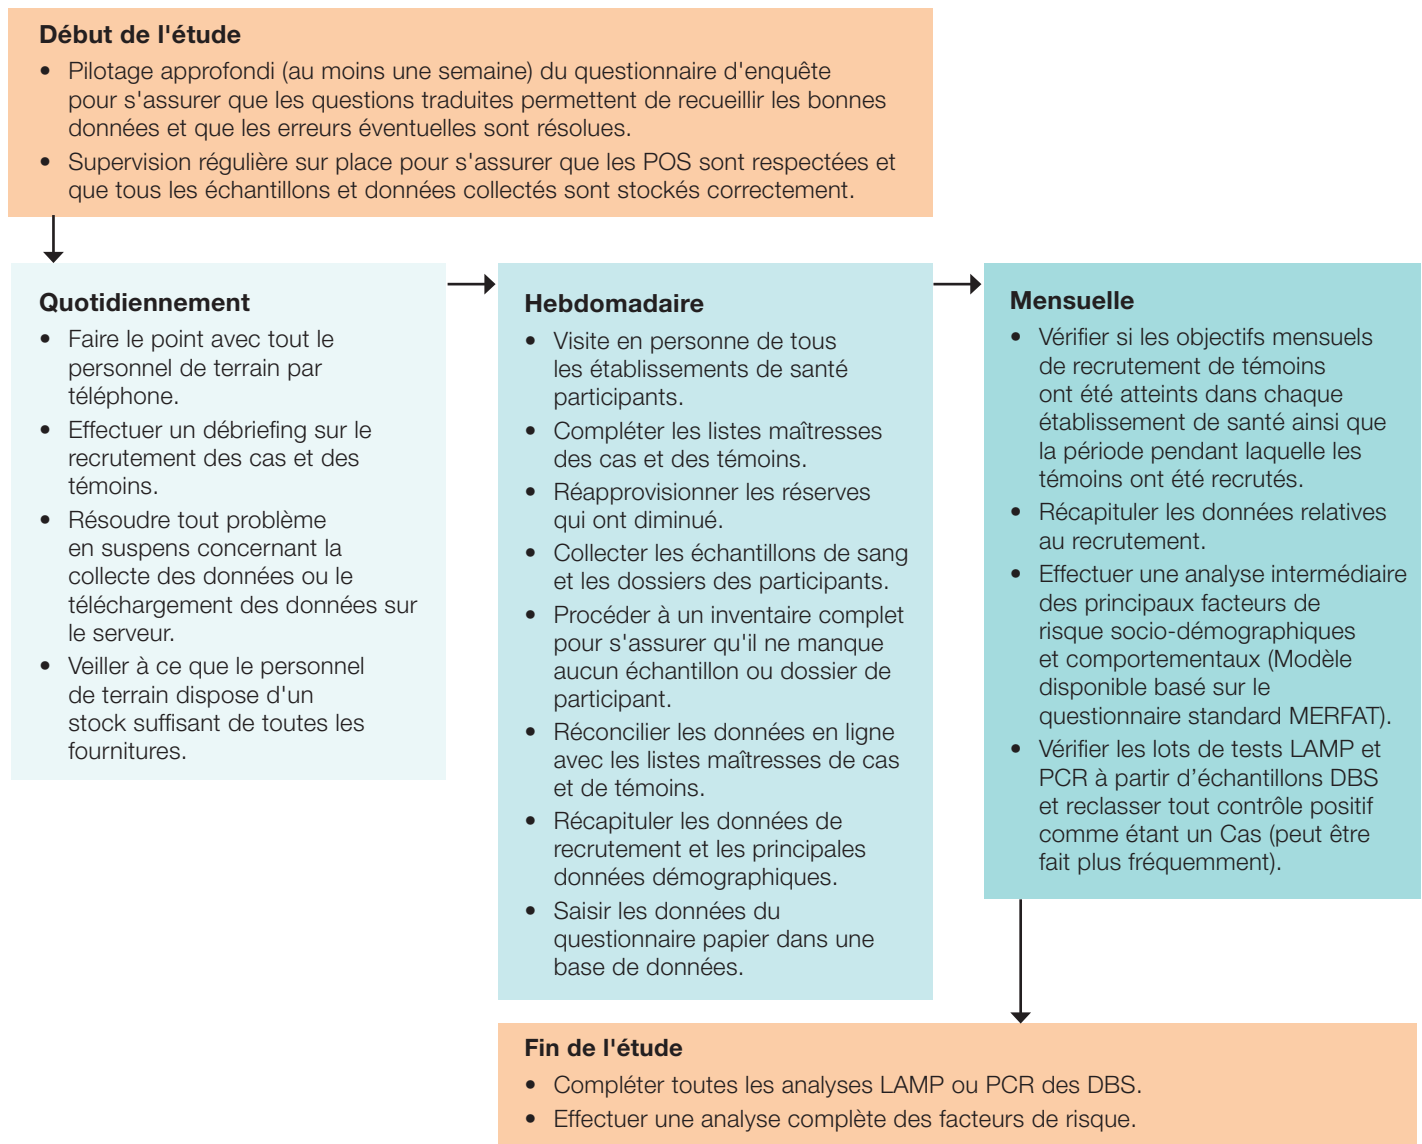 Début de l'étude
• Pilotage approfondi (au moins une semaine) du questionnaire d'enquête
pour s'assurer que les questions traduites permettent de recueillir les bonnes
données et que les erreurs éventuelles sont résolues.
• Supervision régulière sur place pour s'assurer que les POS sont respectées et
que tous les échantillons et données collectés sont stockés correctement.
Quotidiennement
• Faire le point avec tout le
personnel de terrain par
téléphone.
• Effectuer un débriefing sur le
recrutement des cas et des
témoins.
• Résoudre tout problème
en suspens concernant la
collecte des données ou le
téléchargement des données sur
le serveur.
• Veiller à ce que le personnel
de terrain dispose d'un
stock suffisant de toutes les
fournitures.
Hebdomadaire
• Visite en personne de tous
les établissements de santé
participants.
• Compléter les listes maîtresses
des cas et des témoins.
• Réapprovisionner les réserves
qui ont diminué.
• Collecter les échantillons de sang
et les dossiers des participants.
• Procéder à un inventaire complet
pour s'assurer qu'il ne manque
aucun échantillon ou dossier de
participant.
• Réconcilier les données en ligne
avec les listes maîtresses de cas
et de témoins.
• Récapituler les données de
recrutement et les principales
données démographiques.
• Saisir les données du
questionnaire papier dans une
base de données.
Mensuelle
• Vérifier si les objectifs mensuels
de recrutement de témoins
ont été atteints dans chaque
établissement de santé ainsi que
la période pendant laquelle les
témoins ont été recrutés.
• Récapituler les données relatives
au recrutement.
• Effectuer une analyse intermédiaire
des principaux facteurs de
risque socio-démographiques
et comportementaux (Modèle
disponible basé sur le
questionnaire standard MERFAT).
• Vérifier les lots de tests LAMP et
PCR à partir d’échantillons DBS
et reclasser tout contrôle positif
comme étant un Cas (peut être
fait plus fréquemment).
Fin de l'étude
• Compléter toutes les analyses LAMP ou PCR des DBS.
• Effectuer une analyse complète des facteurs de risque.